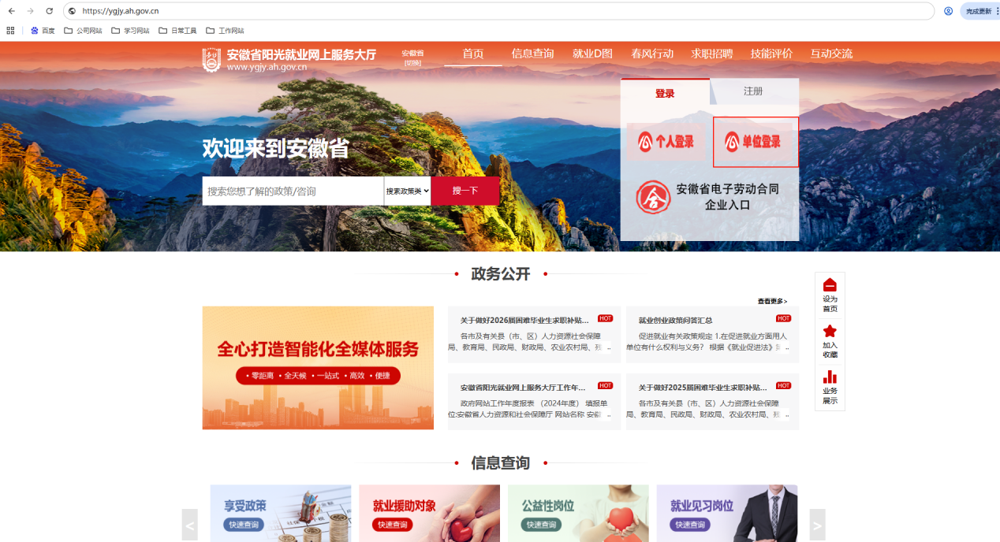 https://ygjy.ah.gov.cn
完成更新
百度
公司网站
学习网站
日常工具
工作网站
安徽省阳光就业网上服务大厅
www.ygjy.ah.gov.cn
安徽省
[切换]
首页
信息查询
就业D图
春风行动
求职招聘
技能评价
互动交流
登录
注册
个人登录
单位登录
安徽省电子劳动合同
企业入口
欢迎来到安徽省
搜索您想了解的政策/咨询
搜索政策类
搜一下
政务公开
查看更多>
全心打造智能化全媒体服务
•零距离 •全天候 •一站式 •高效 •便捷
关于做好2026届困难毕业生求职补贴...
HOT
各市及有关县（市、区）人力资源社会保障
局、教育局、民政局、财政局、农业农村局、残 ..
就业创业政策问答汇总
HOT
促进就业有关政策规定 1.在促进就业方面用人
单位有什么权利与义务？ 根据《就业促进法》 ..
安徽省阳光就业网上服务大厅工作年...
HOT
政府网站工作年度报表 （2024年度） 填报单
位:安徽省人力资源和社会保障厅 网站名称 安徽 ..
关于做好2025届困难毕业生求职补贴...
HOT
各市及有关县（市、区）人力资源社会保障
局、教育局、民政局、财政局、农业农村局、残 ..
设为
首页
加入
收藏
业务
展示
信息查询
<
享受政策
快速查询
就业援助对象
快速查询
公益性岗位
快速查询
就业见习岗位
快速查询
>